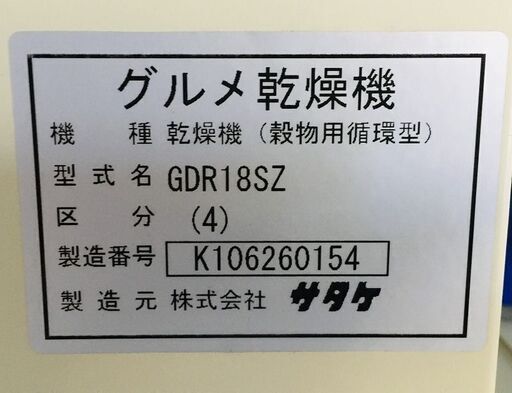 グルメ乾燥機
機 種 乾燥機（穀物用循環型）
型式名 GDR18SZ
区 分 (4)
製造番号 K106260154
製造元 株式会社 サタケ